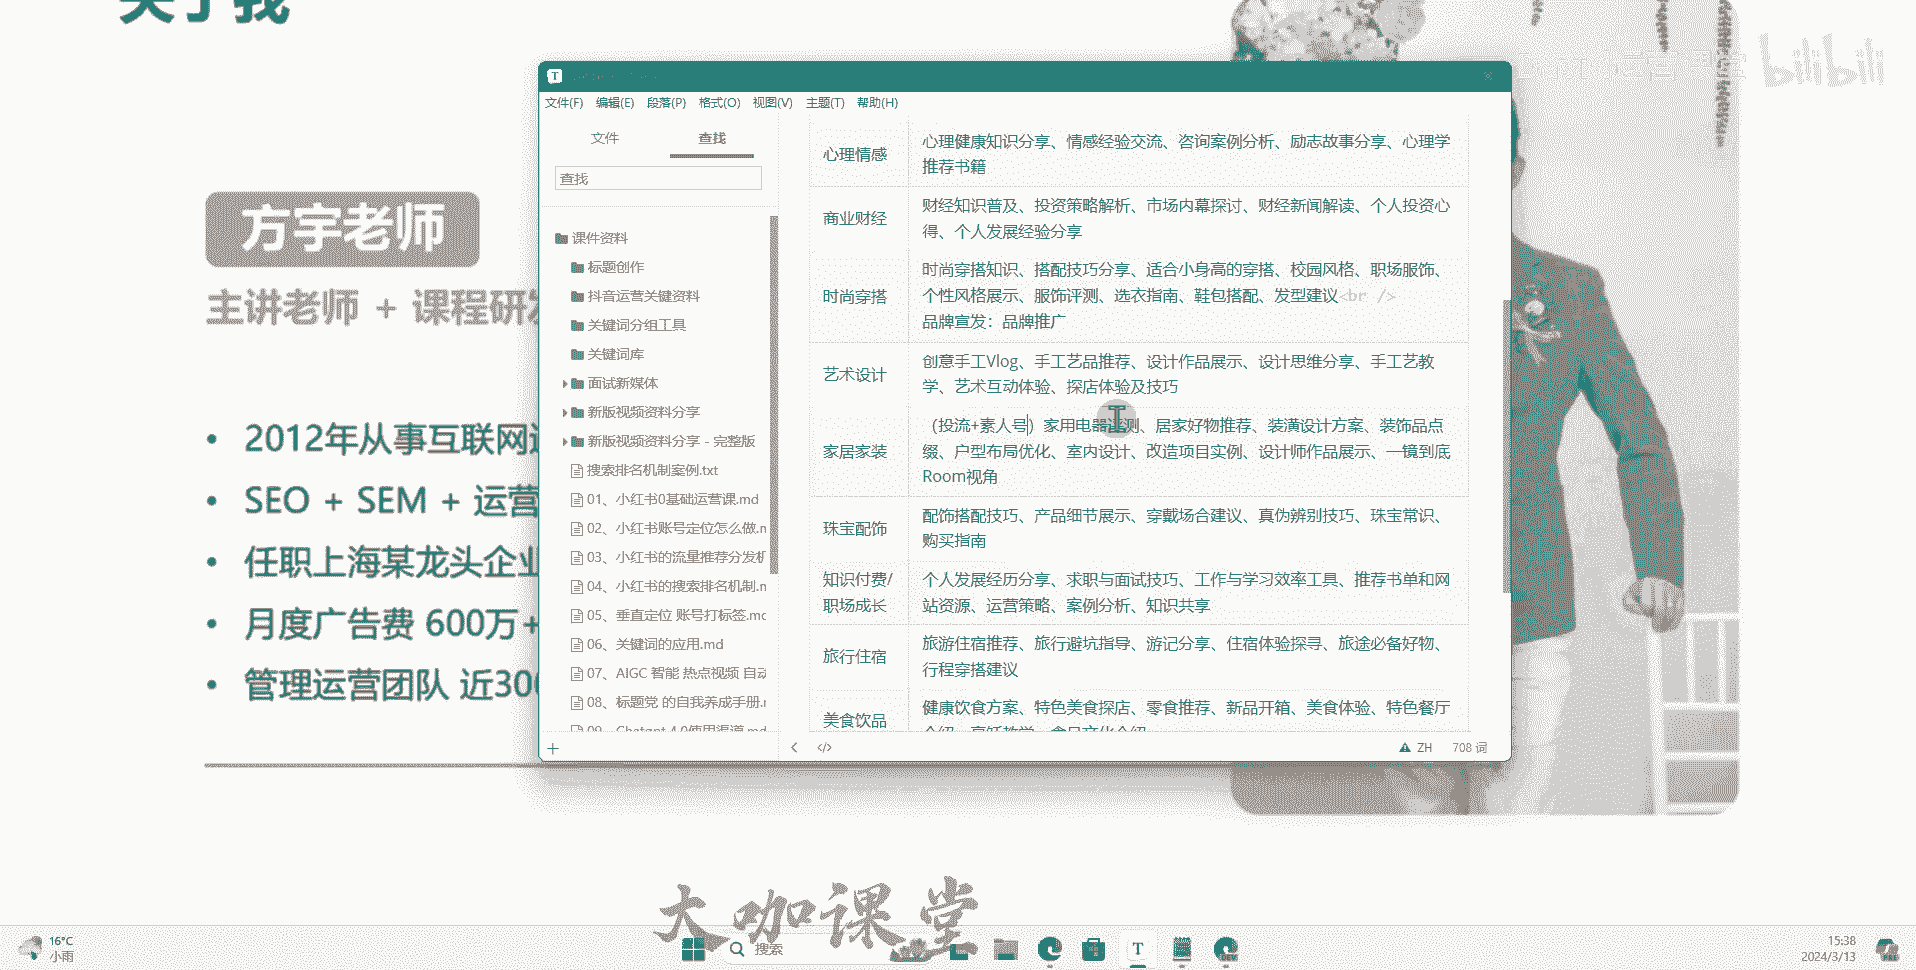 关于我
bilibili
方宇老师
主讲老师 + 课程研发
2012年从事互联网
SEO + SEM + 运营
任职上海某龙头企业
月度广告费 600万+
管理运营团队 近300
文件(F) 编辑(E) 段落(P) 格式(O) 视图(V) 主题(T) 帮助(H)
文件 查找
查找
课件资料
标题创作
抖音运营关键资料
关键词分组工具
关键词库
面试新媒体
新版视频资料分享
新版视频资料分享 - 完整版
搜索排名机制案例.txt
01、小红书0基础运营课.md
02、小红书账号定位怎么做.m
03、小红书的流量推荐分发机
04、小红书的搜索排名机制.m
05、垂直定位 账号打标签.mc
06、关键词的应用.md
07、AIGC 智能 热点视频 自动
08、标题党 的自我养成手册.r
09、Chatgpt 4.0使用渠道.md
心理情感
心理健康知识分享、情感经验交流、咨询案例分析、励志故事分享、心理学
推荐书籍
商业财经
财经知识普及、投资策略解析、市场内幕探讨、财经新闻解读、个人投资心
得、个人发展经验分享
时尚穿搭
时尚穿搭知识、搭配技巧分享、适合小身高的穿搭、校园风格、职场服饰、
个性风格展示、服饰评测、选衣指南、鞋包搭配、发型建议<br />
品牌宣发：品牌推广
艺术设计
创意手工Vlog、手工艺品推荐、设计作品展示、设计思维分享、手工艺教
学、艺术互动体验、探店体验及技巧
家居家装
（投流+素人号）家用电器评测、居家好物推荐、装潢设计方案、装饰品点
缀、户型布局优化、室内设计、改造项目实例、设计师作品展示、一镜到底
Room视角
珠宝配饰
配饰搭配技巧、产品细节展示、穿戴场合建议、真伪辨别技巧、珠宝常识、
购买指南
知识付费/
职场成长
个人发展经历分享、求职与面试技巧、工作与学习效率工具、推荐书单和网
站资源、运营策略、案例分析、知识共享
旅行住宿
旅游住宿推荐、旅行避坑指导、游记分享、住宿体验探寻、旅途必备好物、
行程穿搭建议
美食饮品
健康饮食方案、特色美食探店、零食推荐、新品开箱、美食体验、特色餐厅
介绍、烹饪教学、食品文化介绍
ZH 708 词
大咖课堂
16°C
小雨
搜索
15:38
2024/3/13